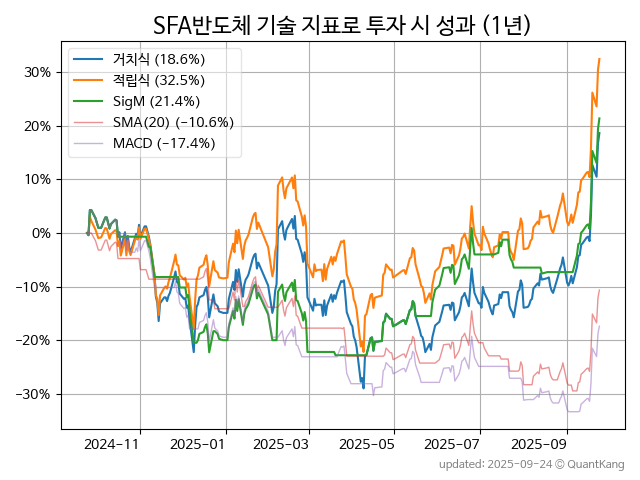 SFA반도체 기술 지표로 투자 시 성과 (1년)
거치식 (18.6%)
적립식 (32.5%)
SigM (21.4%)
SMA(20) (−10.6%)
MACD (−17.4%)
30%
20%
10%
0%
−10%
−20%
−30%
2024-11 2025-01 2025-03 2025-05 2025-07 2025-09
updated: 2025-09-24 © QuantKang